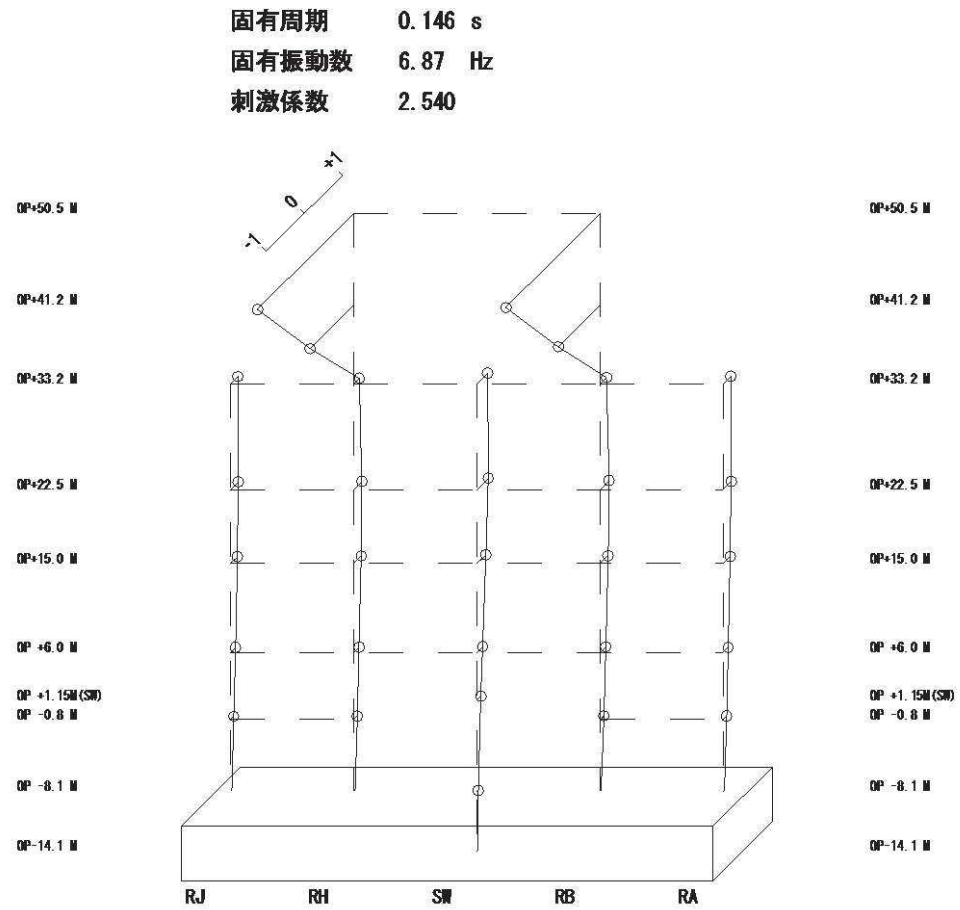 固有周期 0.146 s
固有振動数 6.87 Hz
刺激係数 2.540
+1
0
-1
OP+50.5 M OP+50.5 M
OP+41.2 M OP+41.2 M
OP+33.2 M OP+33.2 M
OP+22.5 M OP+22.5 M
OP+15.0 M OP+15.0 M
OP +6.0 M OP +6.0 M
OP +1.15M(SW) OP +1.15M(SW)
OP -0.8 M OP -0.8 M
OP -8.1 M OP -8.1 M
OP-14.1 M OP-14.1 M
RJ RH SW RB RA